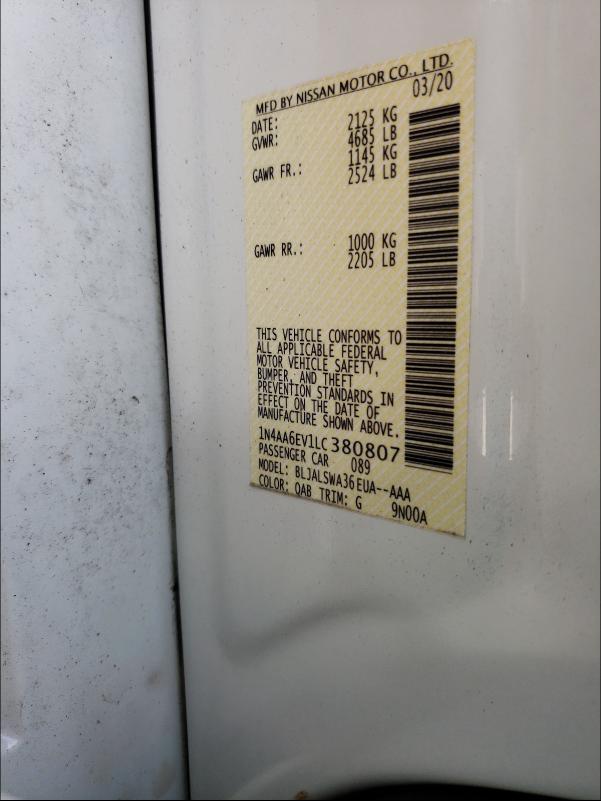 MFD BY NISSAN MOTOR CO., LTD.
DATE: 03/20
GVWR: 2125 KG
4685 LB
GAWR FR.: 1145 KG
2524 LB
GAWR RR.: 1000 KG
2205 LB
THIS VEHICLE CONFORMS TO
ALL APPLICABLE FEDERAL
MOTOR VEHICLE SAFETY,
BUMPER, AND THEFT
PREVENTION STANDARDS IN
EFFECT ON THE DATE OF
MANUFACTURE SHOWN ABOVE.
1N4AA6EV1LC380807
PASSENGER CAR 089
MODEL: BLJALSWA36EUA--AAA
COLOR: QAB TRIM: G 9N00A